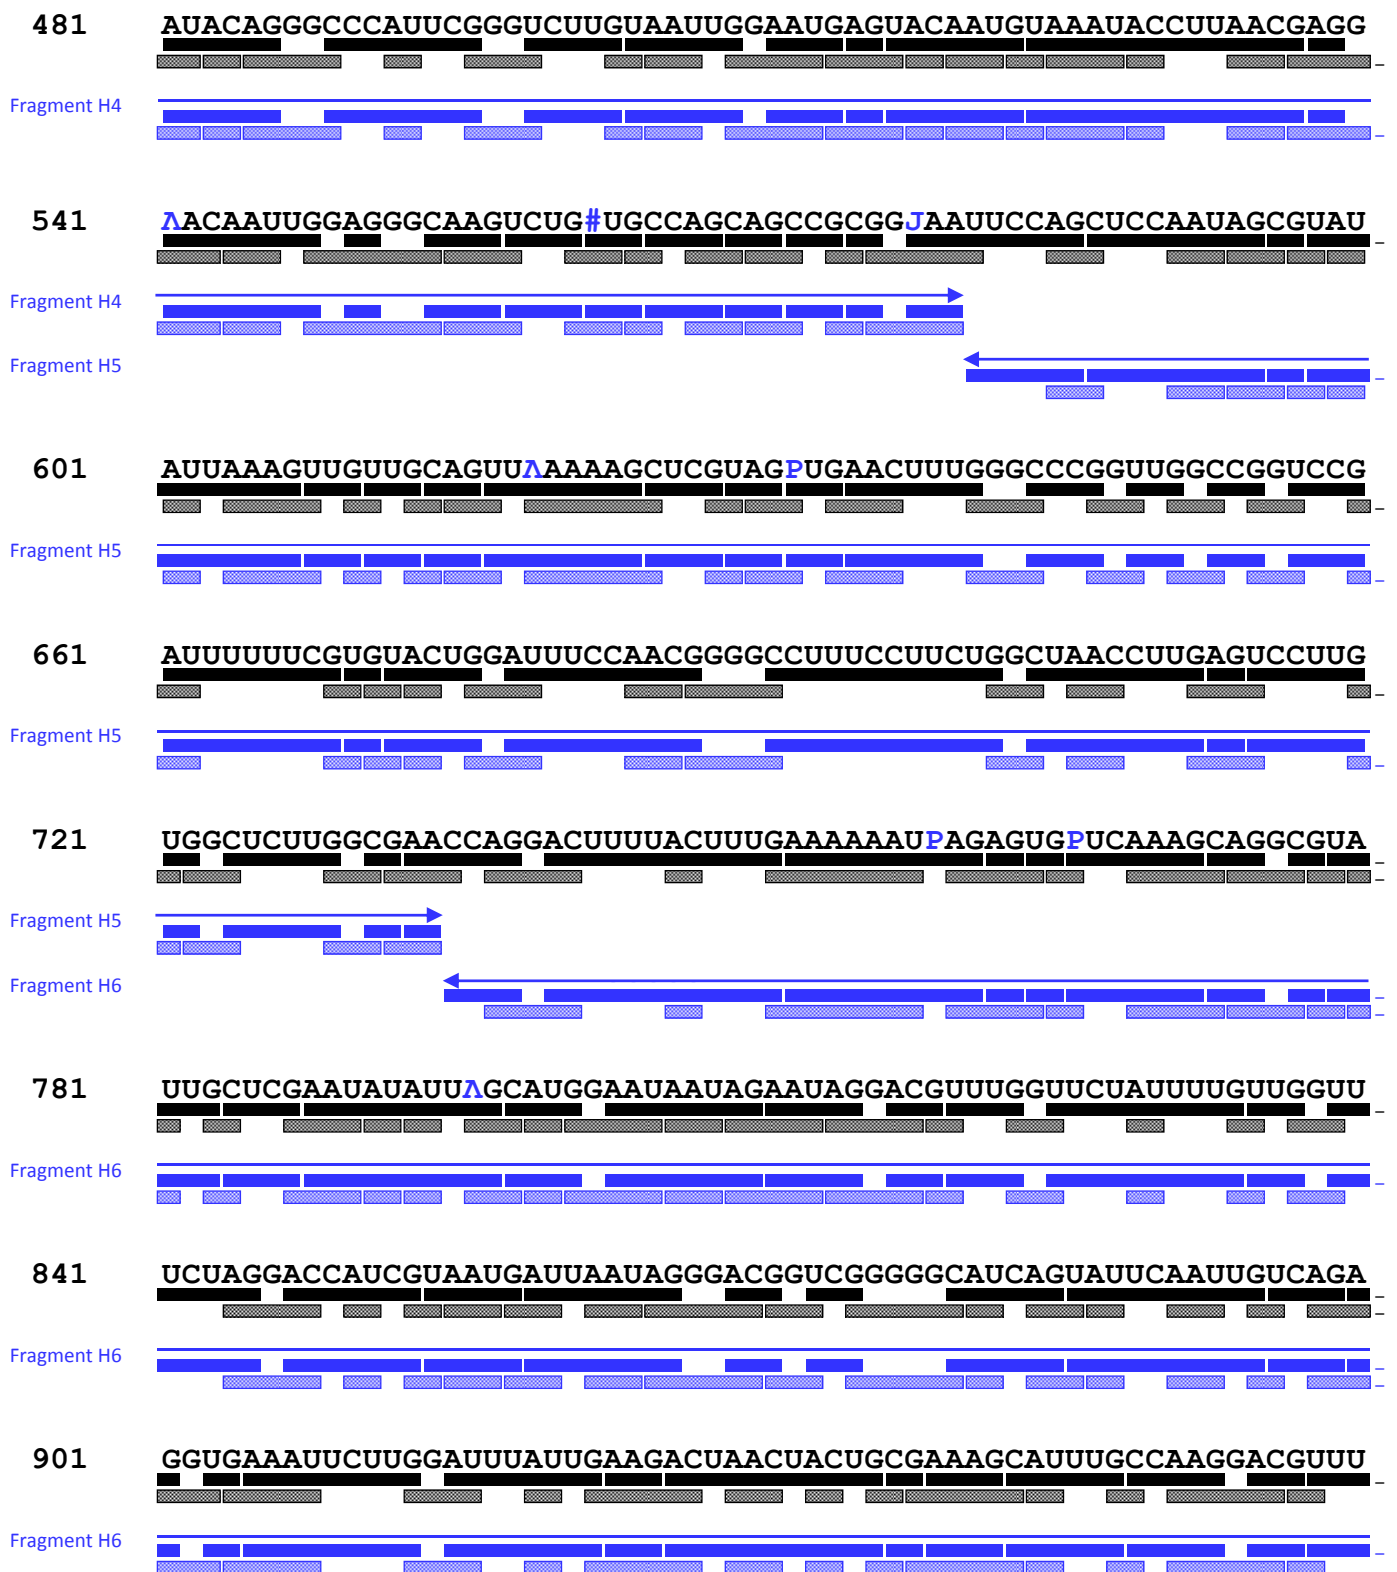 481 AUACAGGGCCCAUUCGGGUCUUGUAAUUGGAAUGAGUACAAUGUAAAUACCUUAACGAGG
Fragment H4
541 ΛACAAUUGGAGGGCAAGUCUG#UGCCAGCAGCCGCGGJAAUUCCAGCUCCAAUAGCGUAU
Fragment H4
Fragment H5
601 AUUAAAGUUGUUGCAGUUΛAAAAGCUCGUAGPUGAACUUUGGGCCCGGUUGGCCGGUCCG
Fragment H5
661 AUUUUUUCGUGUACUGGAUUUCCAACGGGGCCUUUCCUUCUGGCUAACCUUGAGUCCUUG
Fragment H5
721 UGGCUCUUGGCGAACCAGGACUUUUACUUUGAAAAAAUPAGAGUGPUCAAAGCAGGCGUA
Fragment H5
Fragment H6
781 UUGCUCGAAUAUAUUΛGCAUGGAAUAAUAGAAUAGGACGUUUGGUUCUAUUUUGUUGGUU
Fragment H6
841 UCUAGGACCAUCGUAAUGAUUAAUAGGGACGGUCGGGGGCAUCAGUAUUCAAUUGUCAGA
Fragment H6
901 GGUGAAAUUCUUGGAUUUAUUGAAGACUAACUACUGCGAAAGCAUUUGCCAAGGACGUUU
Fragment H6